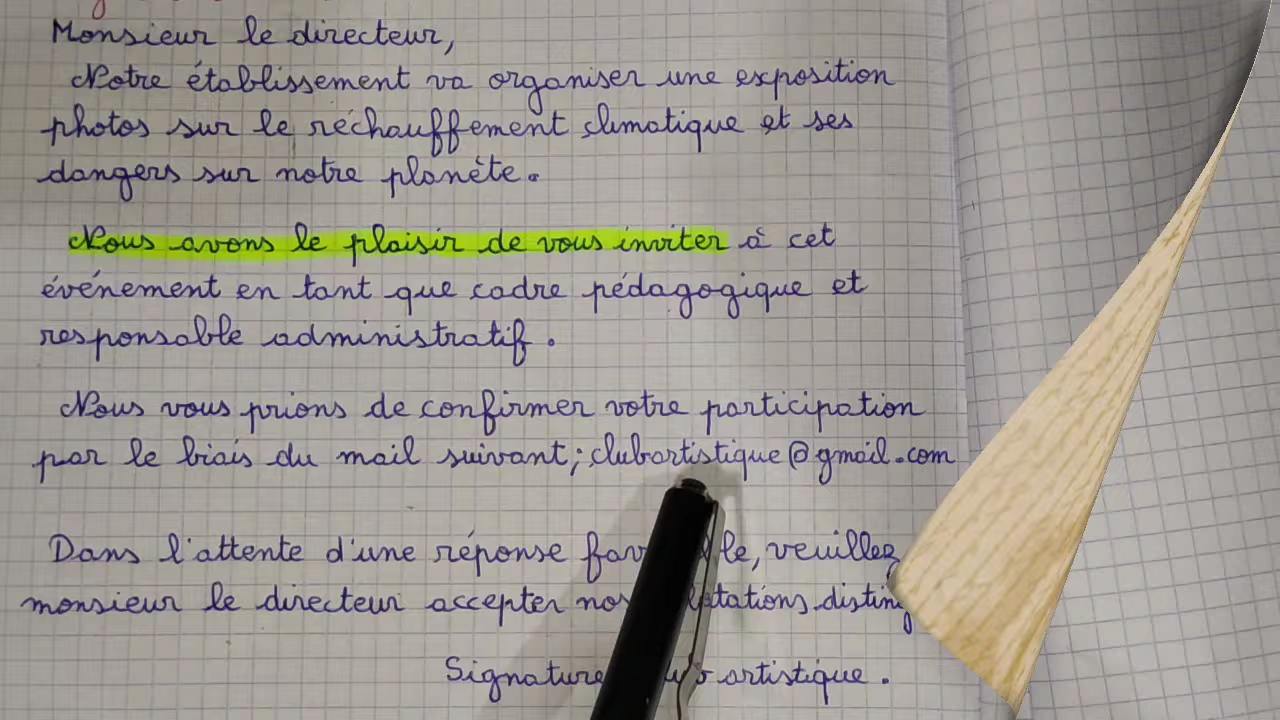 Monsieur le directeur,
Notre établissement va organiser une exposition
photos sur le réchauffement climatique et ses
dangers sur notre planète.
Nous avons le plaisir de vous inviter à cet
événement en tant que cadre pédagogique et
responsable administratif.
Nous vous prions de confirmer votre participation
par le biais du mail suivant; clubartistique@gmail.com
Dans l'attente d'une réponse veuillez
monsieur le directeur accepter
Signature artistique.